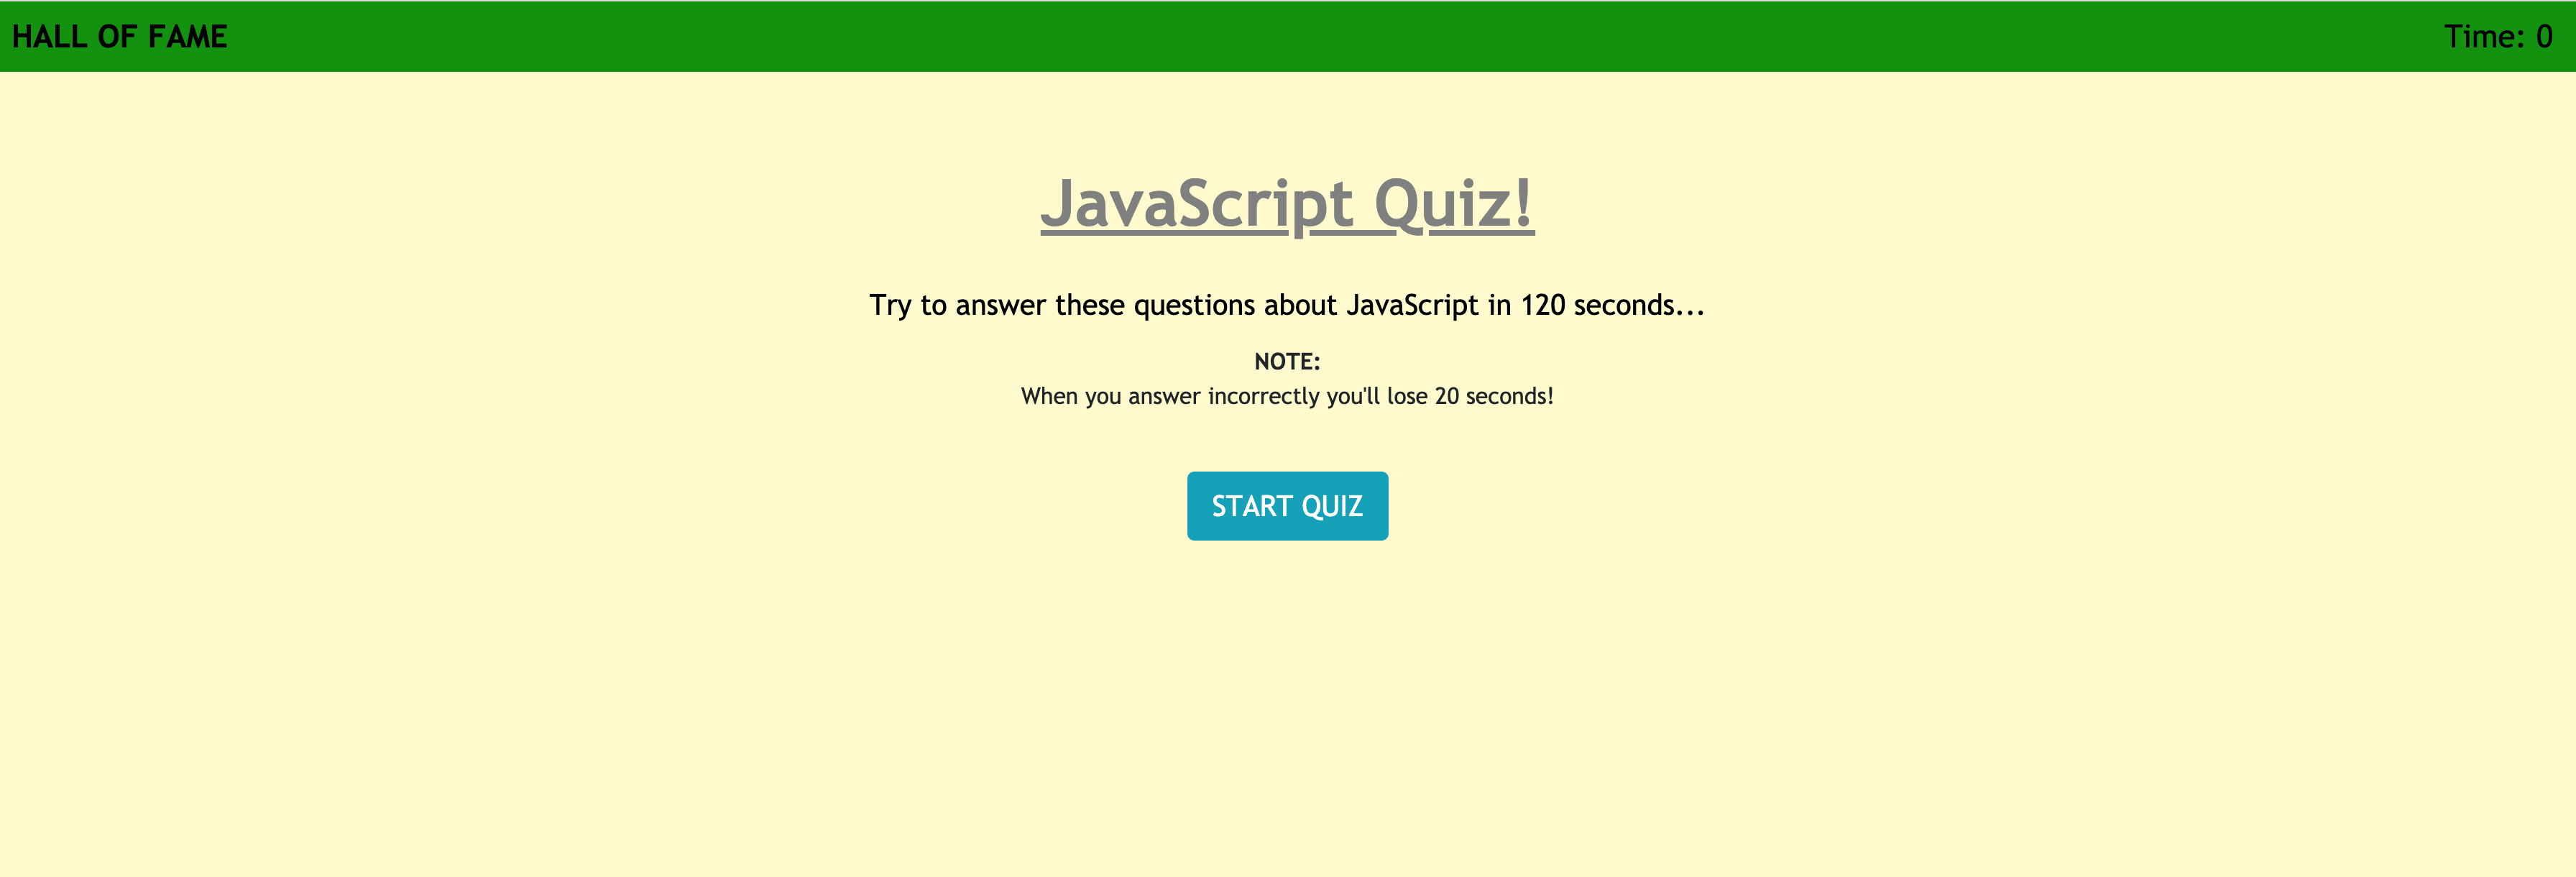 HALL OF FAME
Time: 0
JavaScript Quiz!
Try to answer these questions about JavaScript in 120 seconds...
NOTE:
When you answer incorrectly you'll lose 20 seconds!
START QUIZ